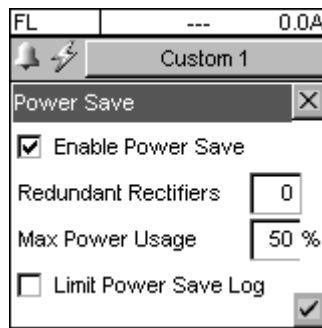 FL --- 0.0A
Custom 1
Power Save
Enable Power Save
Redundant Rectifiers 0
Max Power Usage 50 %
Limit Power Save Log